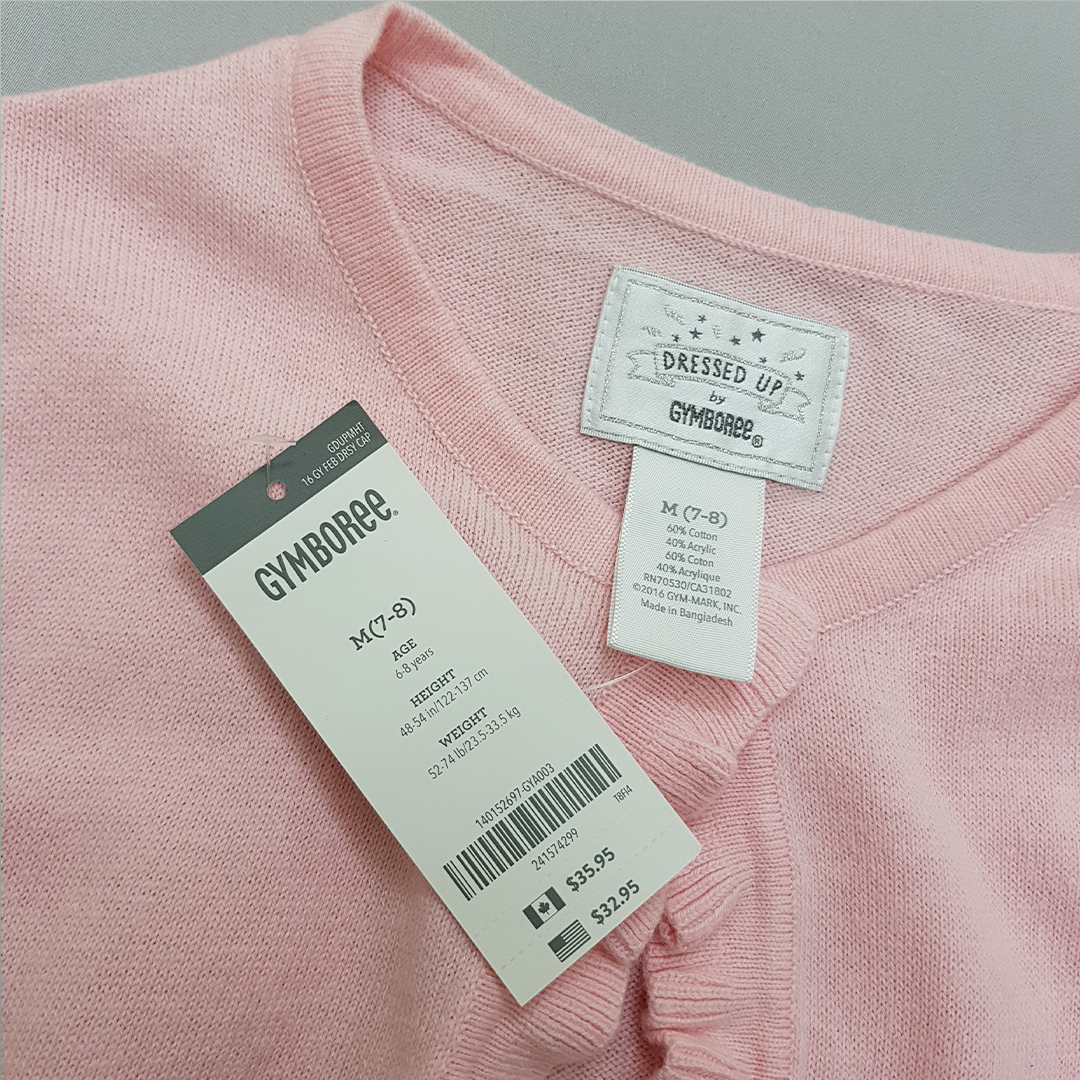 DRESSED UP
by
GYMBOREE®
M (7-8)
60% Cotton
40% Acrylic
60% Coton
40% Acrylique
RN70530/CA31802
©2016 GYM-MARK, INC.
Made in Bangladesh
GDUPMHT
16 GY FEB DRSY CAP
GYMBOREE®
M(7-8)
AGE
6-8 years
HEIGHT
48-54 in/122-137 cm
WEIGHT
52-74 lb/23.5-33.5 kg
140152697-GYA003
T8FI4
241574299
$35.95
$32.95